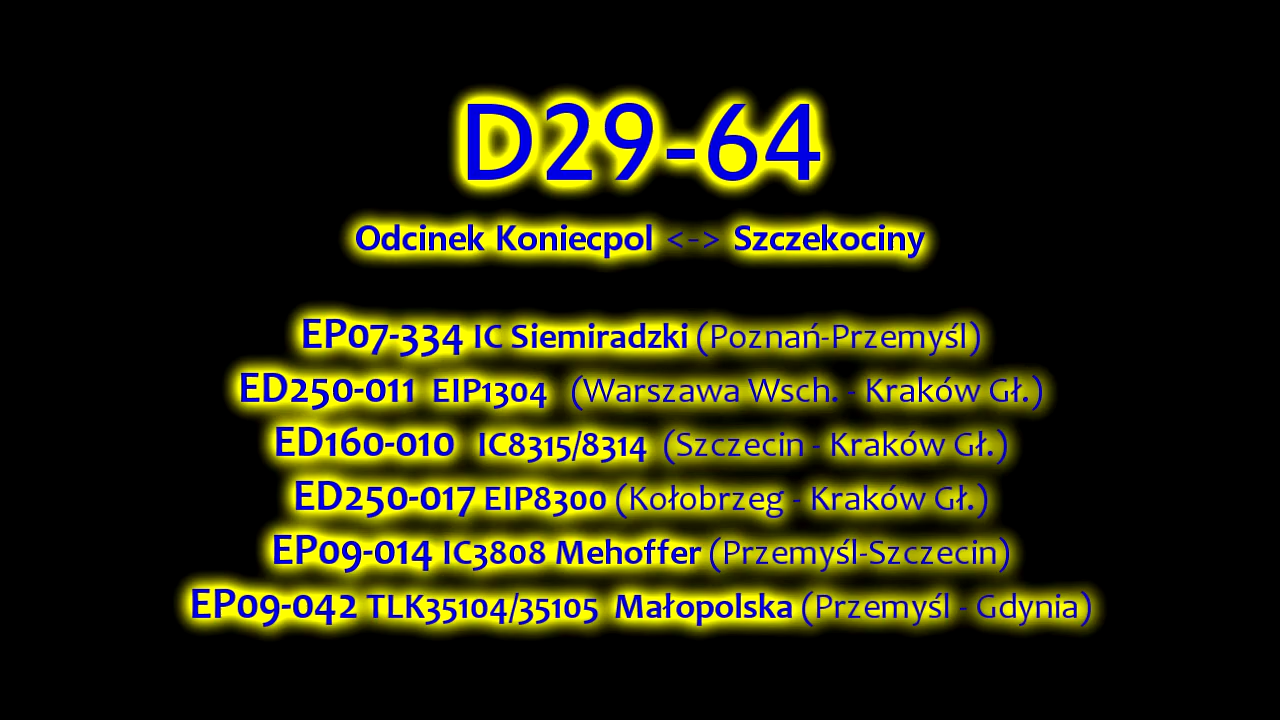 D29-64
Odcinek Koniecpol <-> Szczekociny
EP07-334 IC Siemiradzki (Poznań-Przemyśl)
ED250-011 EIP1304 (Warszawa Wsch. - Kraków Gł.)
ED160-010 IC8315/8314 (Szczecin - Kraków Gł.)
ED250-017 EIP8300 (Kołobrzeg - Kraków Gł.)
EP09-014 IC3808 Mehoffer (Przemyśl-Szczecin)
EP09-042 TLK35104/35105 Małopolska (Przemyśl - Gdynia)